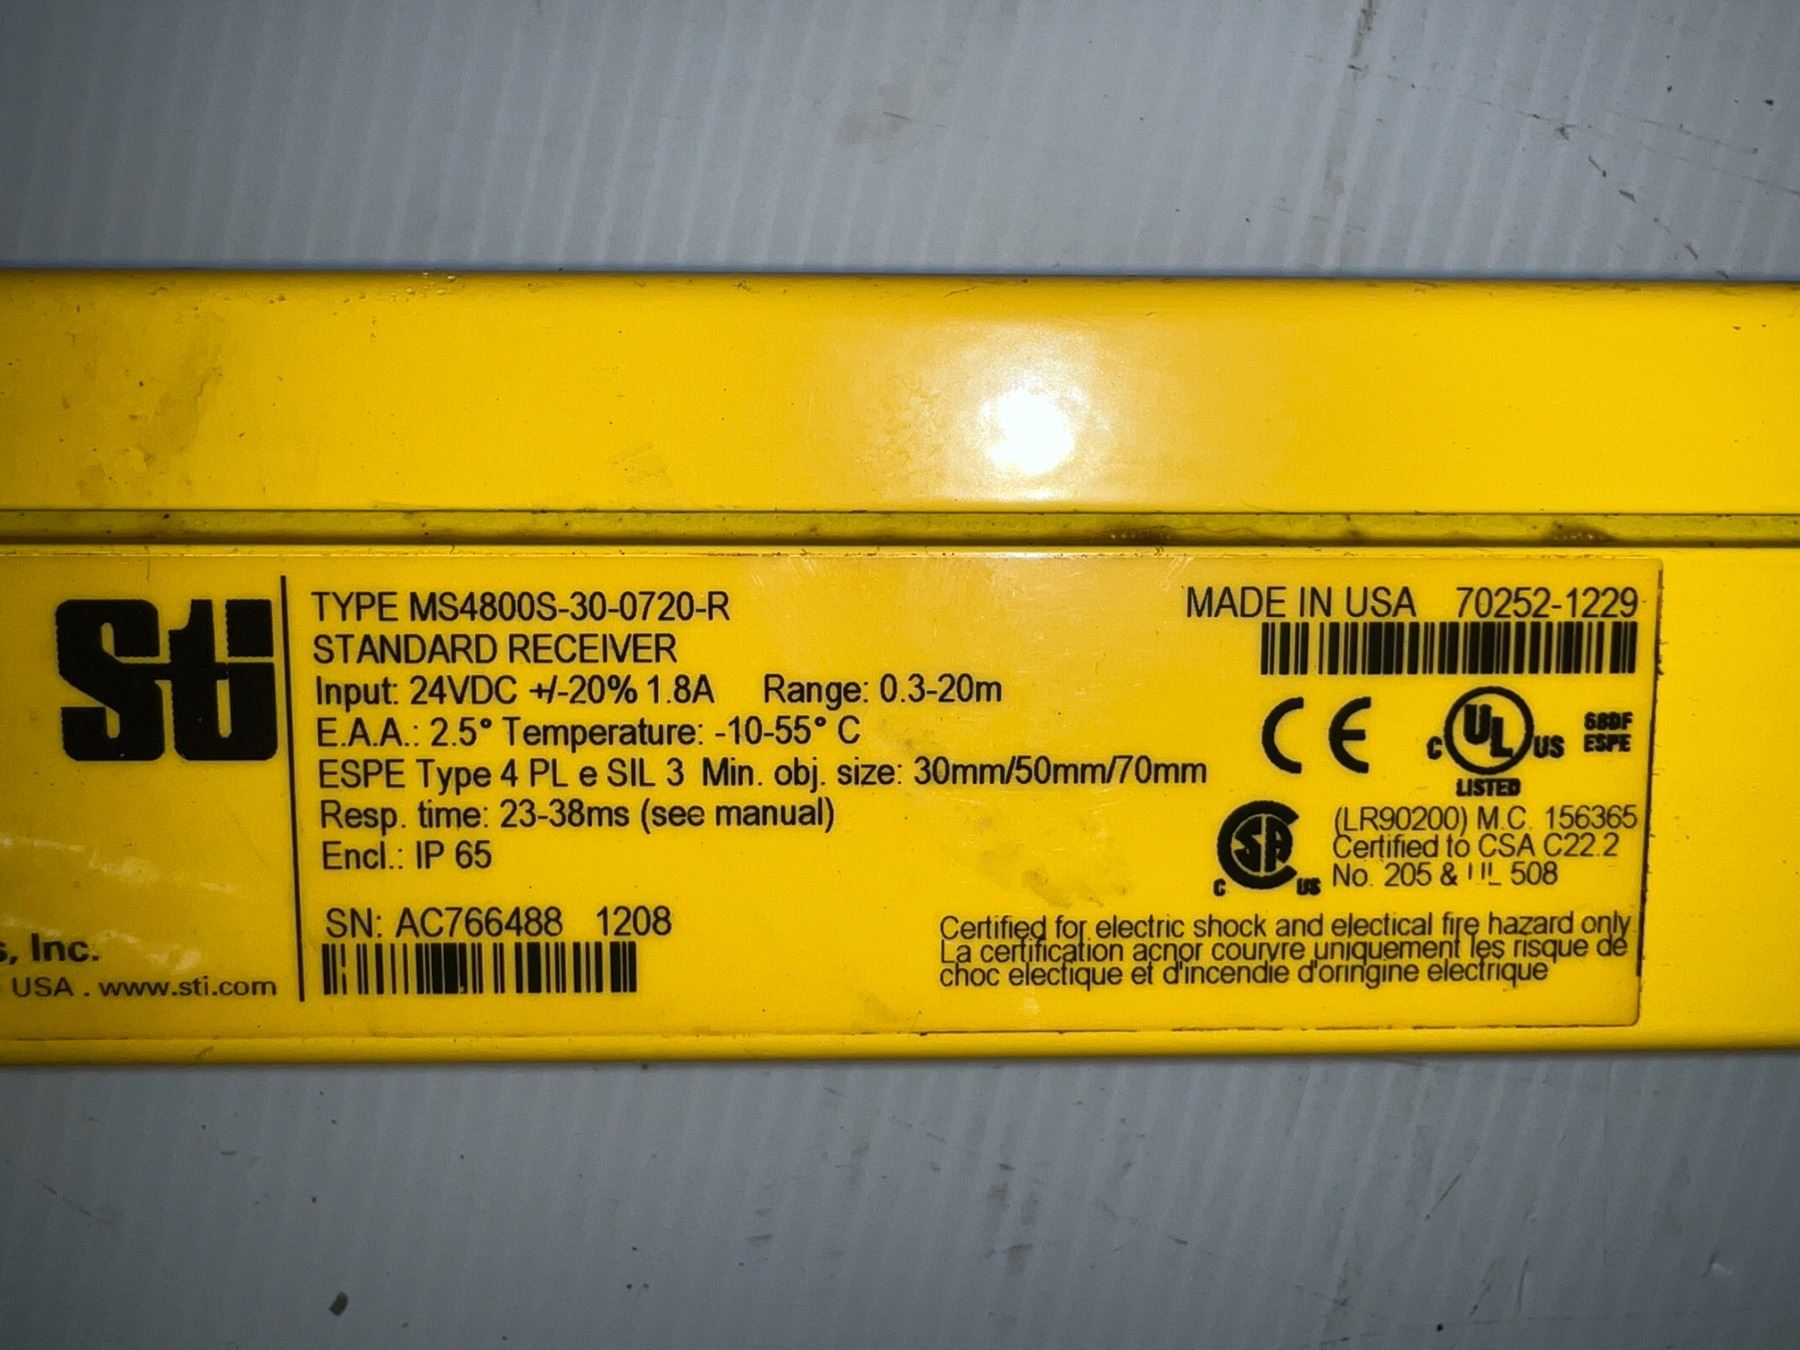 Sti
TYPE MS4800S-30-0720-R
STANDARD RECEIVER
Input: 24VDC +/-20% 1.8A Range: 0.3-20m
E.A.A.: 2.5° Temperature: -10-55° C
ESPE Type 4 PL e SIL 3 Min. obj. size: 30mm/50mm/70mm
Resp. time: 23-38ms (see manual)
Encl.: IP 65
SN: AC766488 1208
, Inc.
USA . www.sti.com
MADE IN USA 70252-1229
CE
C UL US
LISTED
68DF
ESPE
C SA US
(LR90200) M.C. 156365
Certified to CSA C22.2
No. 205 & UL 508
Certified for electric shock and electical fire hazard only
La certification acnor courvre uniquement les risque de
choc electique et d'incendie d'oringine electrique